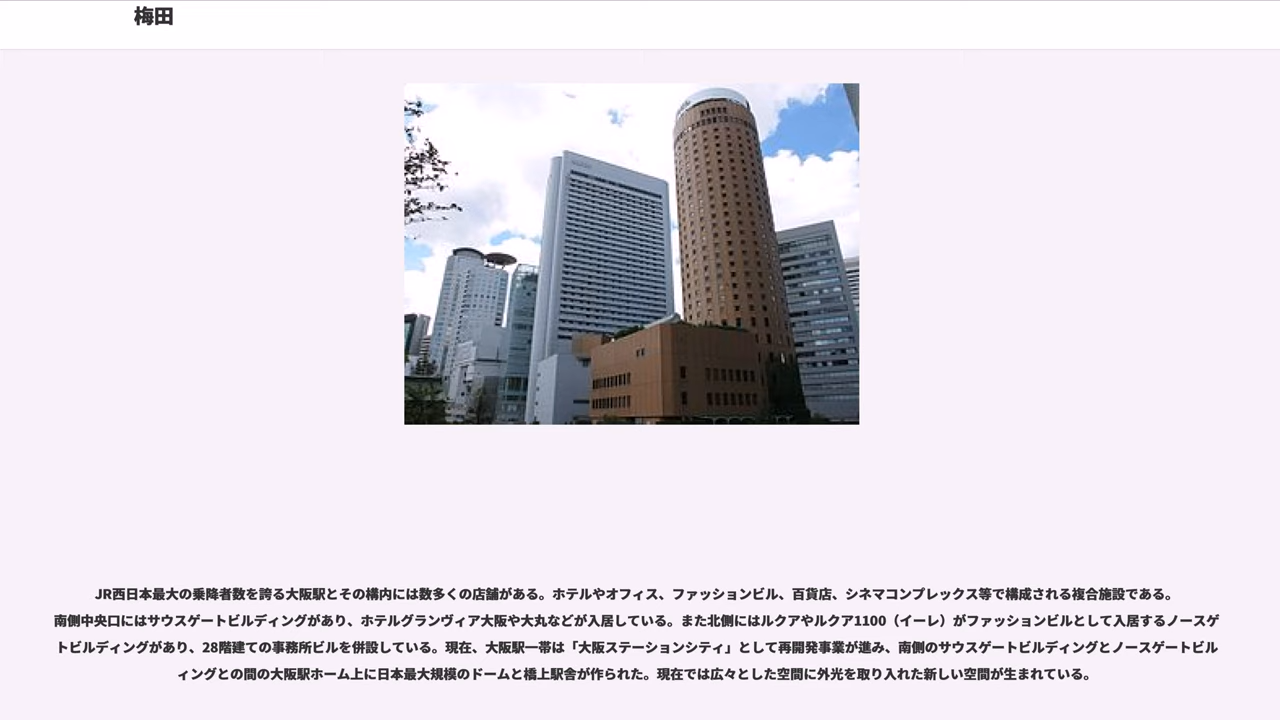 梅田
JR西日本最大の乗降者数を誇る大阪駅とその構内には数多くの店舗がある。ホテルやオフィス、ファッションビル、百貨店、シネマコンプレックス等で構成される複合施設である。
南側中央口にはサウスゲートビルディングがあり、ホテルグランヴィア大阪や大丸などが入居している。また北側にはルクアやルクア1100（イーレ）がファッションビルとして入居するノースゲ
ートビルディングがあり、28階建ての事務所ビルを併設している。現在、大阪駅一帯は「大阪ステーションシティ」として再開発事業が進み、南側のサウスゲートビルディングとノースゲートビル
ィングとの間の大阪駅ホーム上に日本最大規模のドームと橋上駅舎が作られた。現在では広々とした空間に外光を取り入れた新しい空間が生まれている。